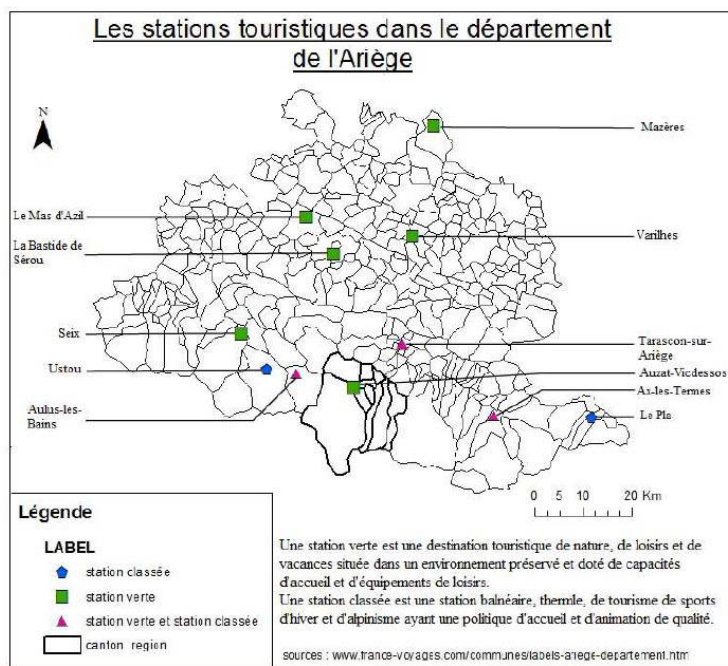 Les stations touristiques dans le département
de l'Ariège
N
Mazères
Le Mas d'Azil
La Bastide de
Sérou
Varilhes
Seix
Ustou
Aulus-les-
Bains
Tarascon-sur-
Ariège
Auzat-Vicdessos
Ax-les-Termes
Le Pla
0 5 10 20 Km
Légende
LABEL
station classée
station verte
station verte et station classée
canton_region
Une station verte est une destination touristique de nature, de loisirs et de
vacances située dans un environnement préservé et doté de capacités
d'accueil et d'équipements de loisirs.
Une station classée est une station balnéaire, thermle, de tourisme de sports
d'hiver et d'alpinisme ayant une politique d'accueil et d'animation de qualité.
sources : www.france-voyages.com/communes/labels-ariege-departement.htm